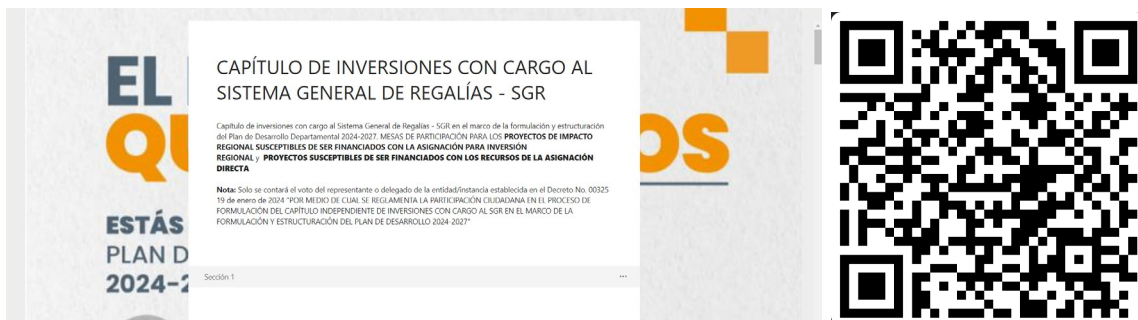 EL
QU
OS
ESTÁS
PLAN D
2024-2
CAPÍTULO DE INVERSIONES CON CARGO AL
SISTEMA GENERAL DE REGALÍAS - SGR
Capítulo de inversiones con cargo al Sistema General de Regalías - SGR en el marco de la formulación y estructuración
del Plan de Desarrollo Departamental 2024-2027. MESAS DE PARTICIPACIÓN PARA LOS PROYECTOS DE IMPACTO
REGIONAL SUSCEPTIBLES DE SER FINANCIADOS CON LA ASIGNACIÓN PARA INVERSIÓN
REGIONAL y PROYECTOS SUSCEPTIBLES DE SER FINANCIADOS CON LOS RECURSOS DE LA ASIGNACIÓN
DIRECTA
Nota: Solo se contará el voto del representante o delegado de la entidad/instancia establecida en el Decreto No. 00325
19 de enero de 2024 "POR MEDIO DE CUAL SE REGLAMENTA LA PARTICIPACIÓN CIUDADANA EN EL PROCESO DE
FORMULACIÓN DEL CAPÍTULO INDEPENDIENTE DE INVERSIONES CON CARGO AL SGR EN EL MARCO DE LA
FORMULACIÓN Y ESTRUCTURACIÓN DEL PLAN DE DESARROLLO 2024-2027"
Sección 1